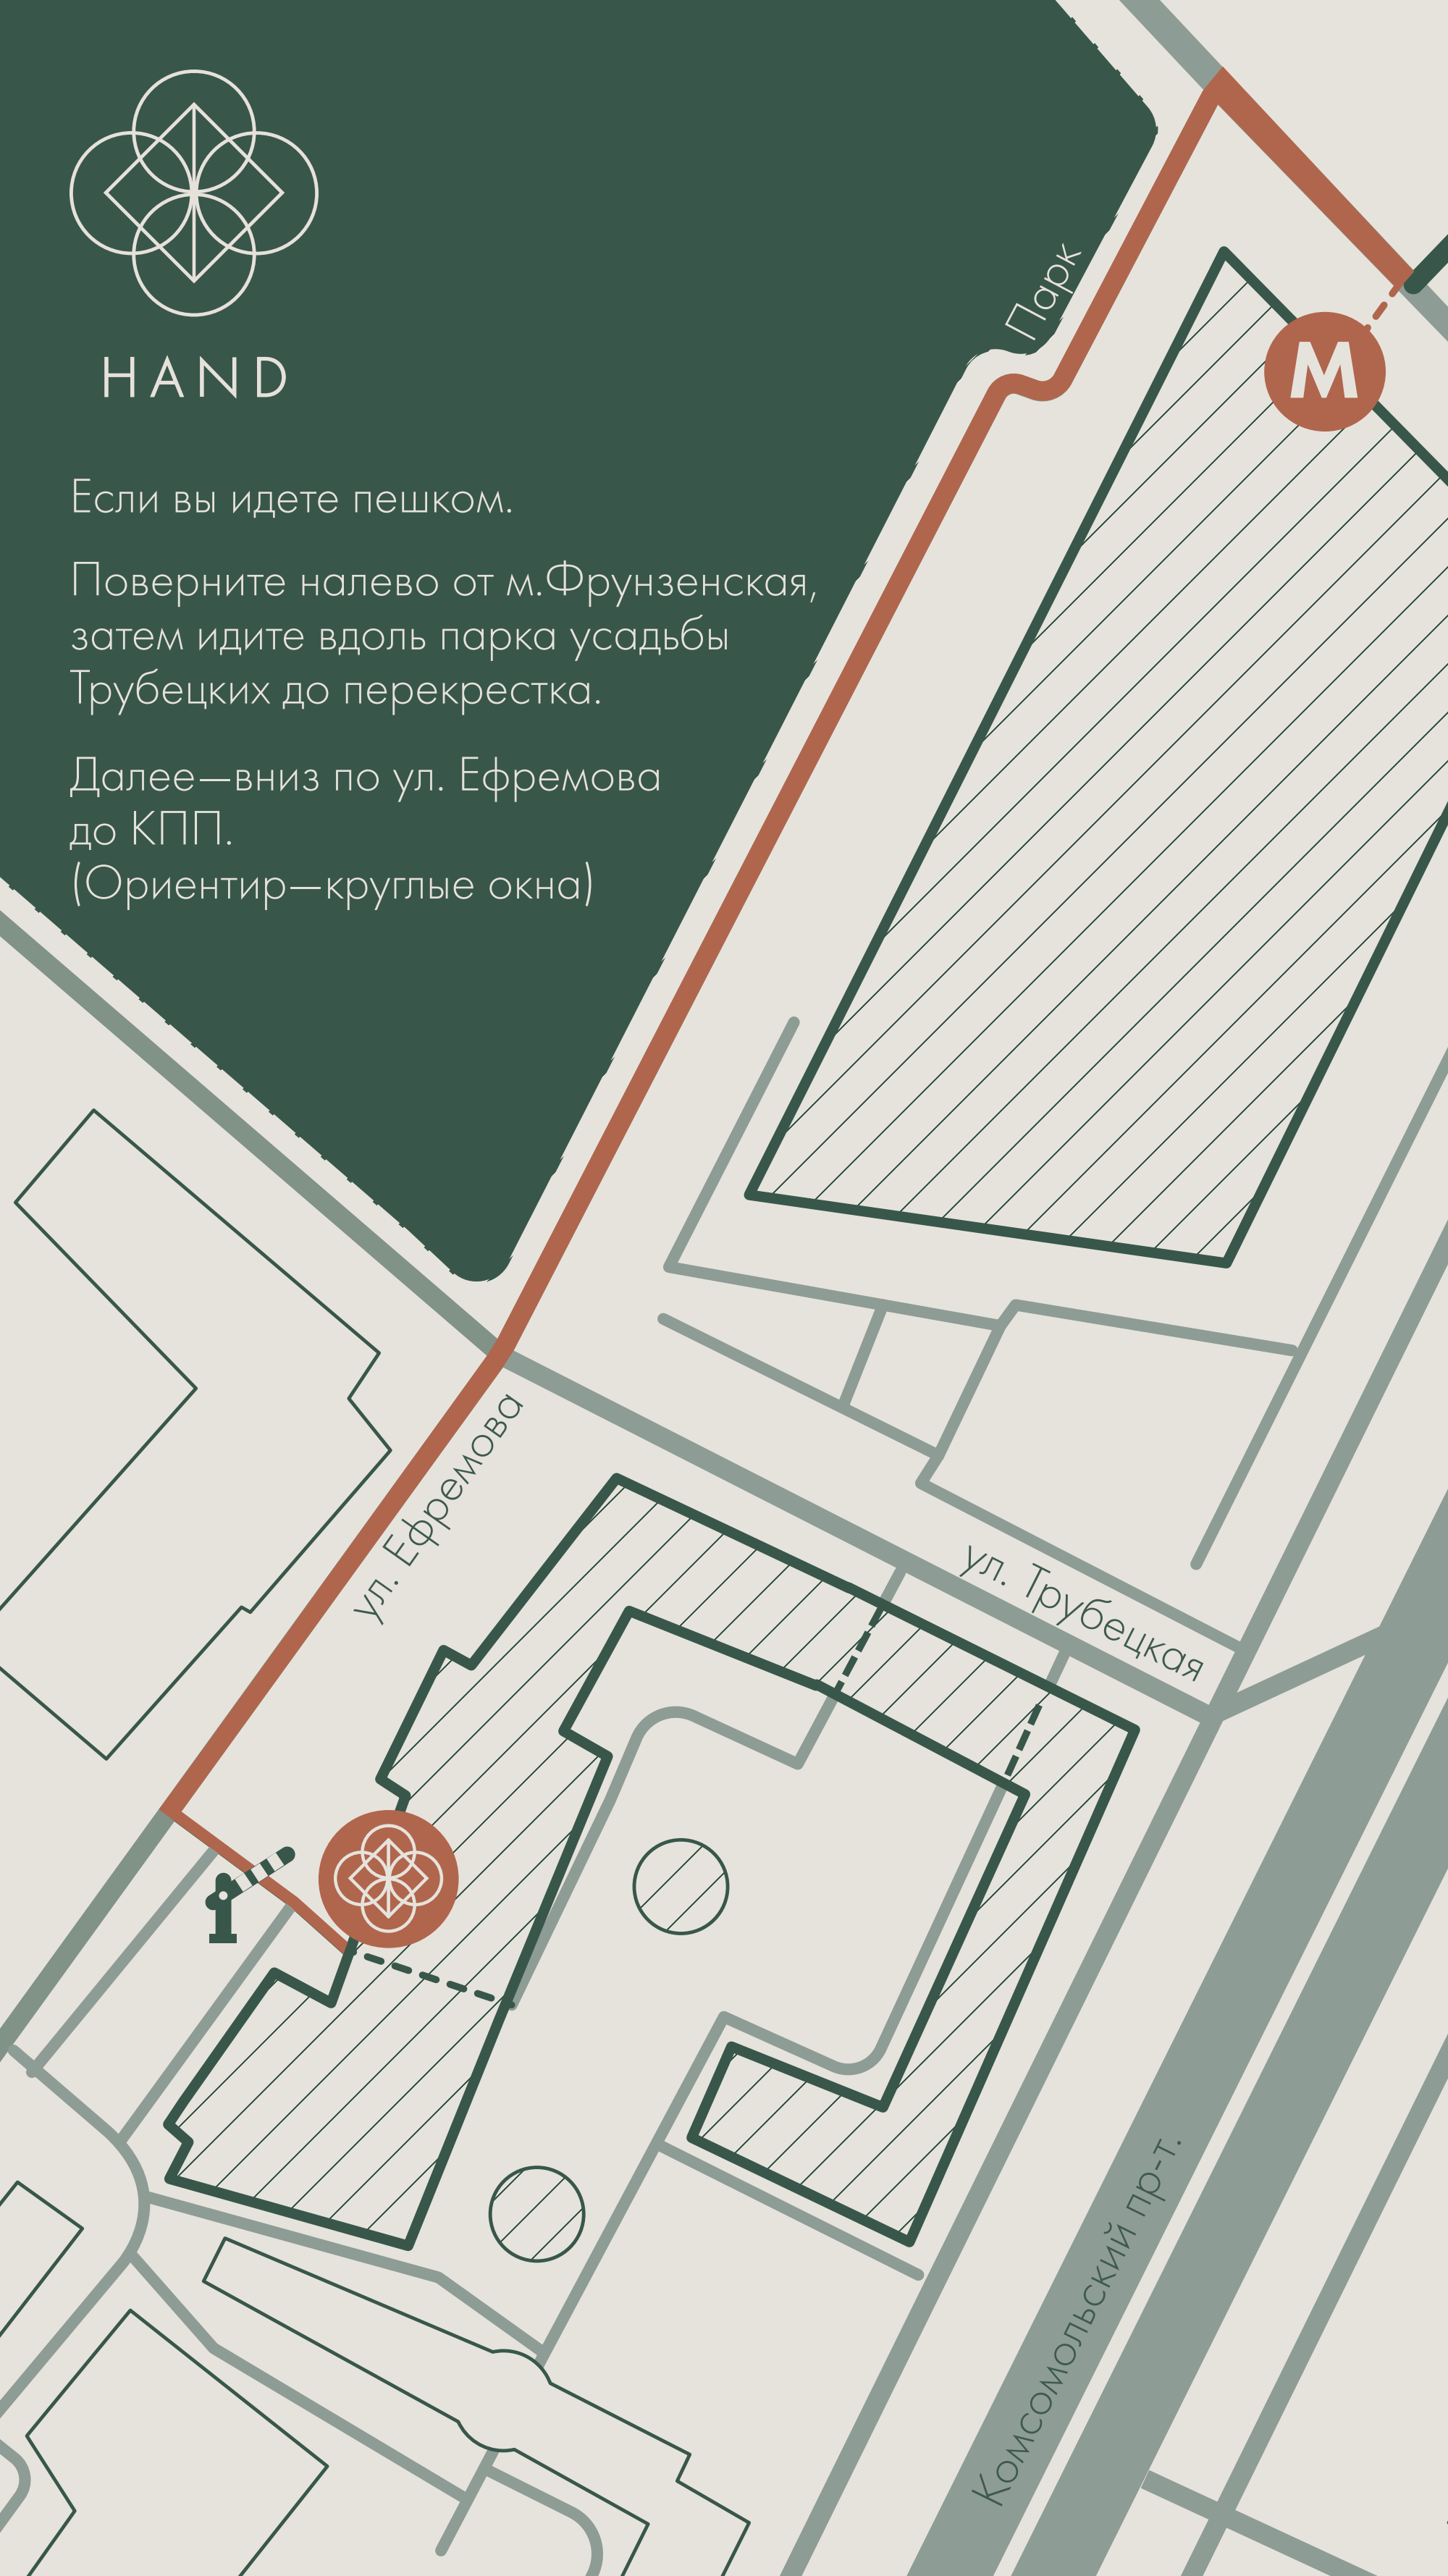 HAND
Если вы идете пешком.
Поверните налево от м.Фрунзенская,
затем идите вдоль парка усадьбы
Трубецких до перекрестка.
Далее—вниз по ул. Ефремова
до КПП.
(Ориентир—круглые окна)
Парк
М
ул. Ефремова
ул. Трубецкая
Комсомольский пр-т.